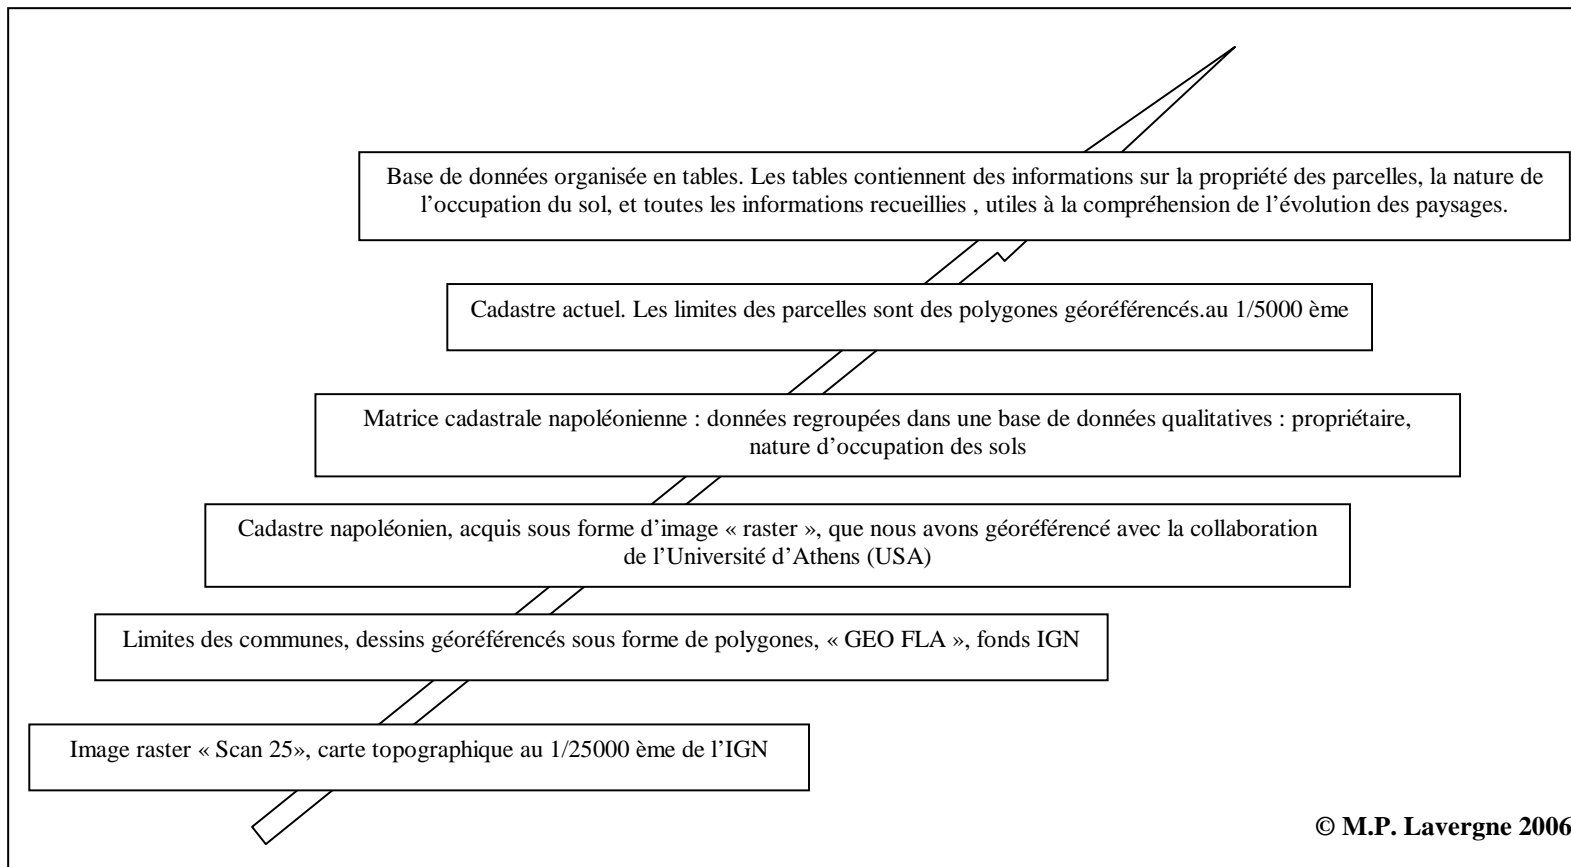 Base de données organisée en tables. Les tables contiennent des informations sur la propriété des parcelles, la nature de
l’occupation du sol, et toutes les informations recueillies , utiles à la compréhension de l’évolution des paysages.
Cadastre actuel. Les limites des parcelles sont des polygones géoréférencés.au 1/5000 ème
Matrice cadastrale napoléonienne : données regroupées dans une base de données qualitatives : propriétaire,
nature d’occupation des sols
Cadastre napoléonien, acquis sous forme d’image « raster », que nous avons géoréférencé avec la collaboration
de l’Université d’Athens (USA)
Limites des communes, dessins géoréférencés sous forme de polygones, « GEO FLA », fonds IGN
Image raster « Scan 25», carte topographique au 1/25000 ème de l’IGN
© M.P. Lavergne 2006